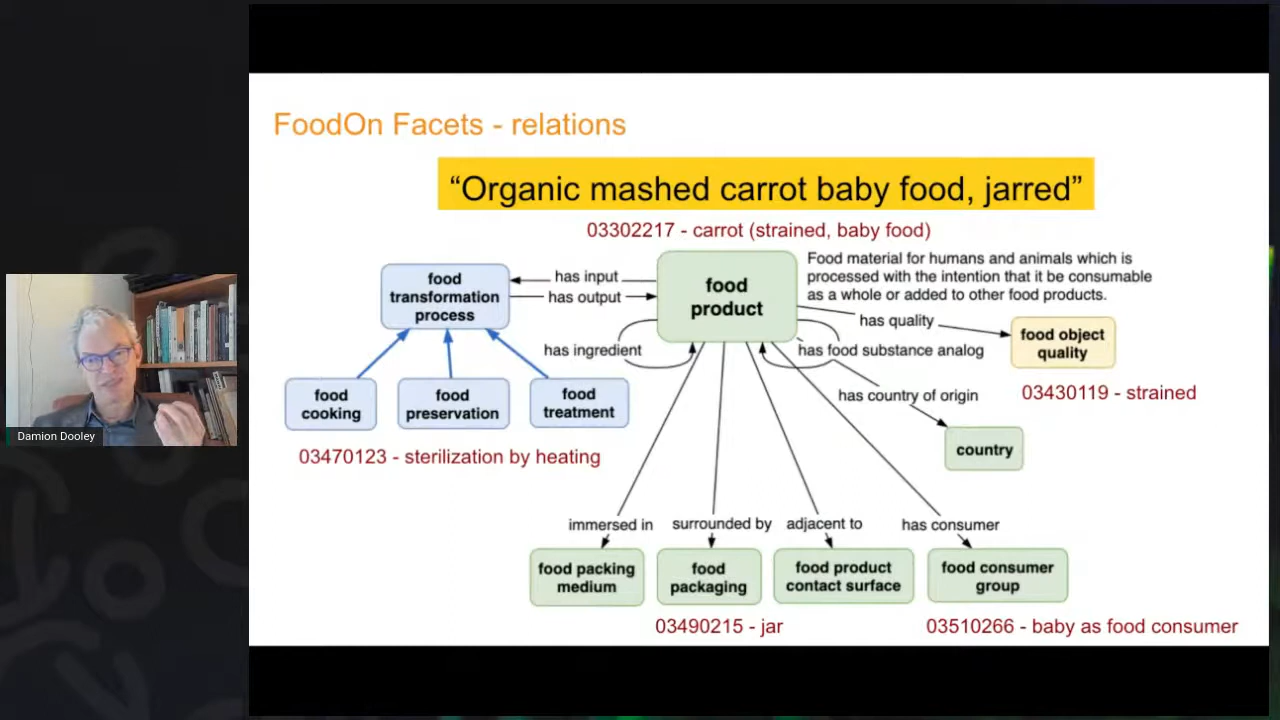 FoodOn Facets - relations
“Organic mashed carrot baby food, jarred”
03302217 - carrot (strained, baby food)
food
transformation
process
has input
has output
food
product
Food material for humans and animals which is
processed with the intention that it be consumable
as a whole or added to other food products.
has quality
food object
quality
has ingredient
has food substance analog
03430119 - strained
food
cooking
food
preservation
food
treatment
has country of origin
country
03470123 - sterilization by heating
Damion Dooley
immersed in
surrounded by
adjacent to
has consumer
food packing
medium
food
packaging
food product
contact surface
food consumer
group
03490215 - jar
03510266 - baby as food consumer